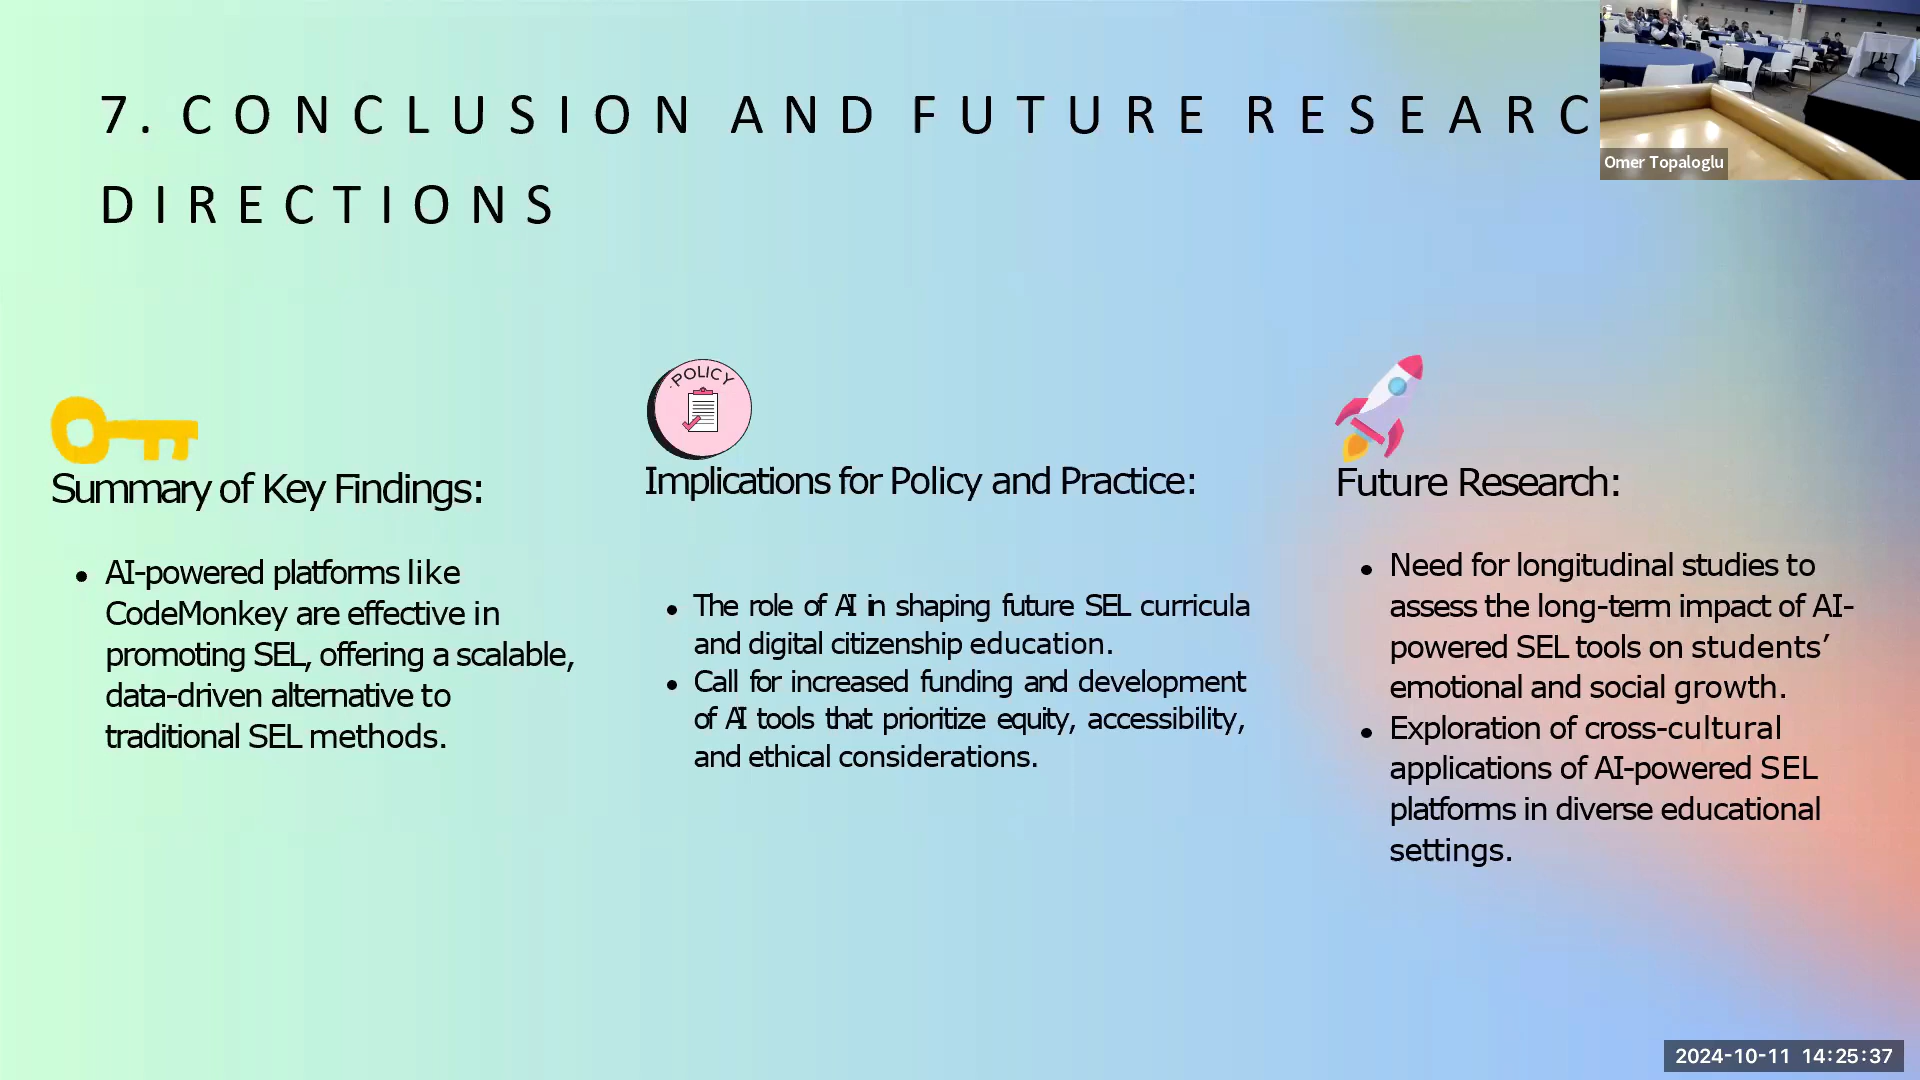 7. CONCLUSION AND FUTURE RESEARC
DIRECTIONS
Omer Topaloglu
Summary of Key Findings:
• AI-powered platforms like
CodeMonkey are effective in
promoting SEL, offering a scalable,
data-driven alternative to
traditional SEL methods.
POLICY
Implications for Policy and Practice:
• The role of AI in shaping future SEL curricula
and digital citizenship education.
• Call for increased funding and development
of AI tools that prioritize equity, accessibility,
and ethical considerations.
Future Research:
• Need for longitudinal studies to
assess the long-term impact of AI-
powered SEL tools on students’
emotional and social growth.
• Exploration of cross-cultural
applications of AI-powered SEL
platforms in diverse educational
settings.
2024-10-11 14:25:37